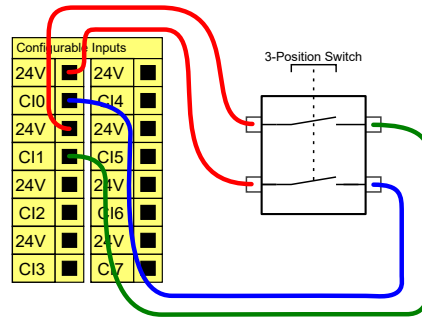 Configurable Inputs
3-Position Switch
24V 24V
CI0 CI4
24V 24V
CI1 CI5
24V 24V
CI2 CI6
24V 24V
CI3 CI7